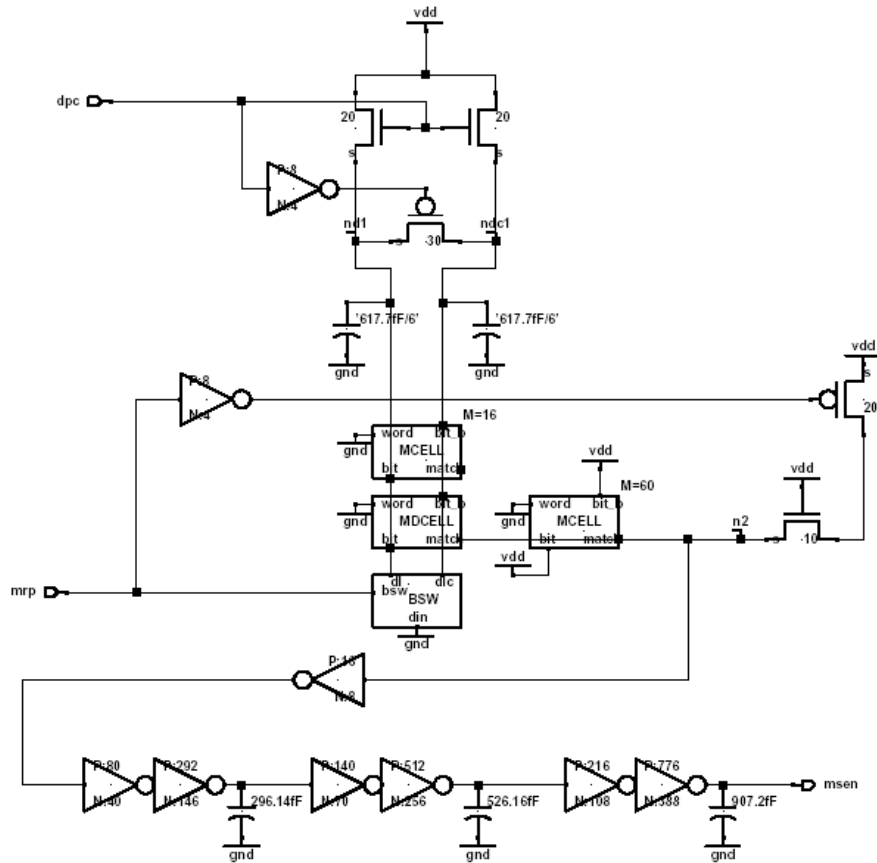 vdd
dpc
20
20
s
s
P:8
N:4
nd1
ndc1
s
30
'617.7fF/6'
'617.7fF/6'
gnd
gnd
vdd
s
P:8
N:4
20
M=16
word
bit_b
gnd
MCELL
bit
match
vdd
vdd
M=60
word
bit_b
gnd
MDCELL
bit
match
word
bit_b
gnd
MCELL
bit
match
n2
s
10
vdd
mrp
dl
dlc
bsw
BSW
din
gnd
P:16
N:8
P:80
N:40
P:292
N:146
296.14fF
gnd
P:140
N:70
P:512
N:256
526.16fF
gnd
P:216
N:108
P:776
N:388
907.2fF
gnd
msen